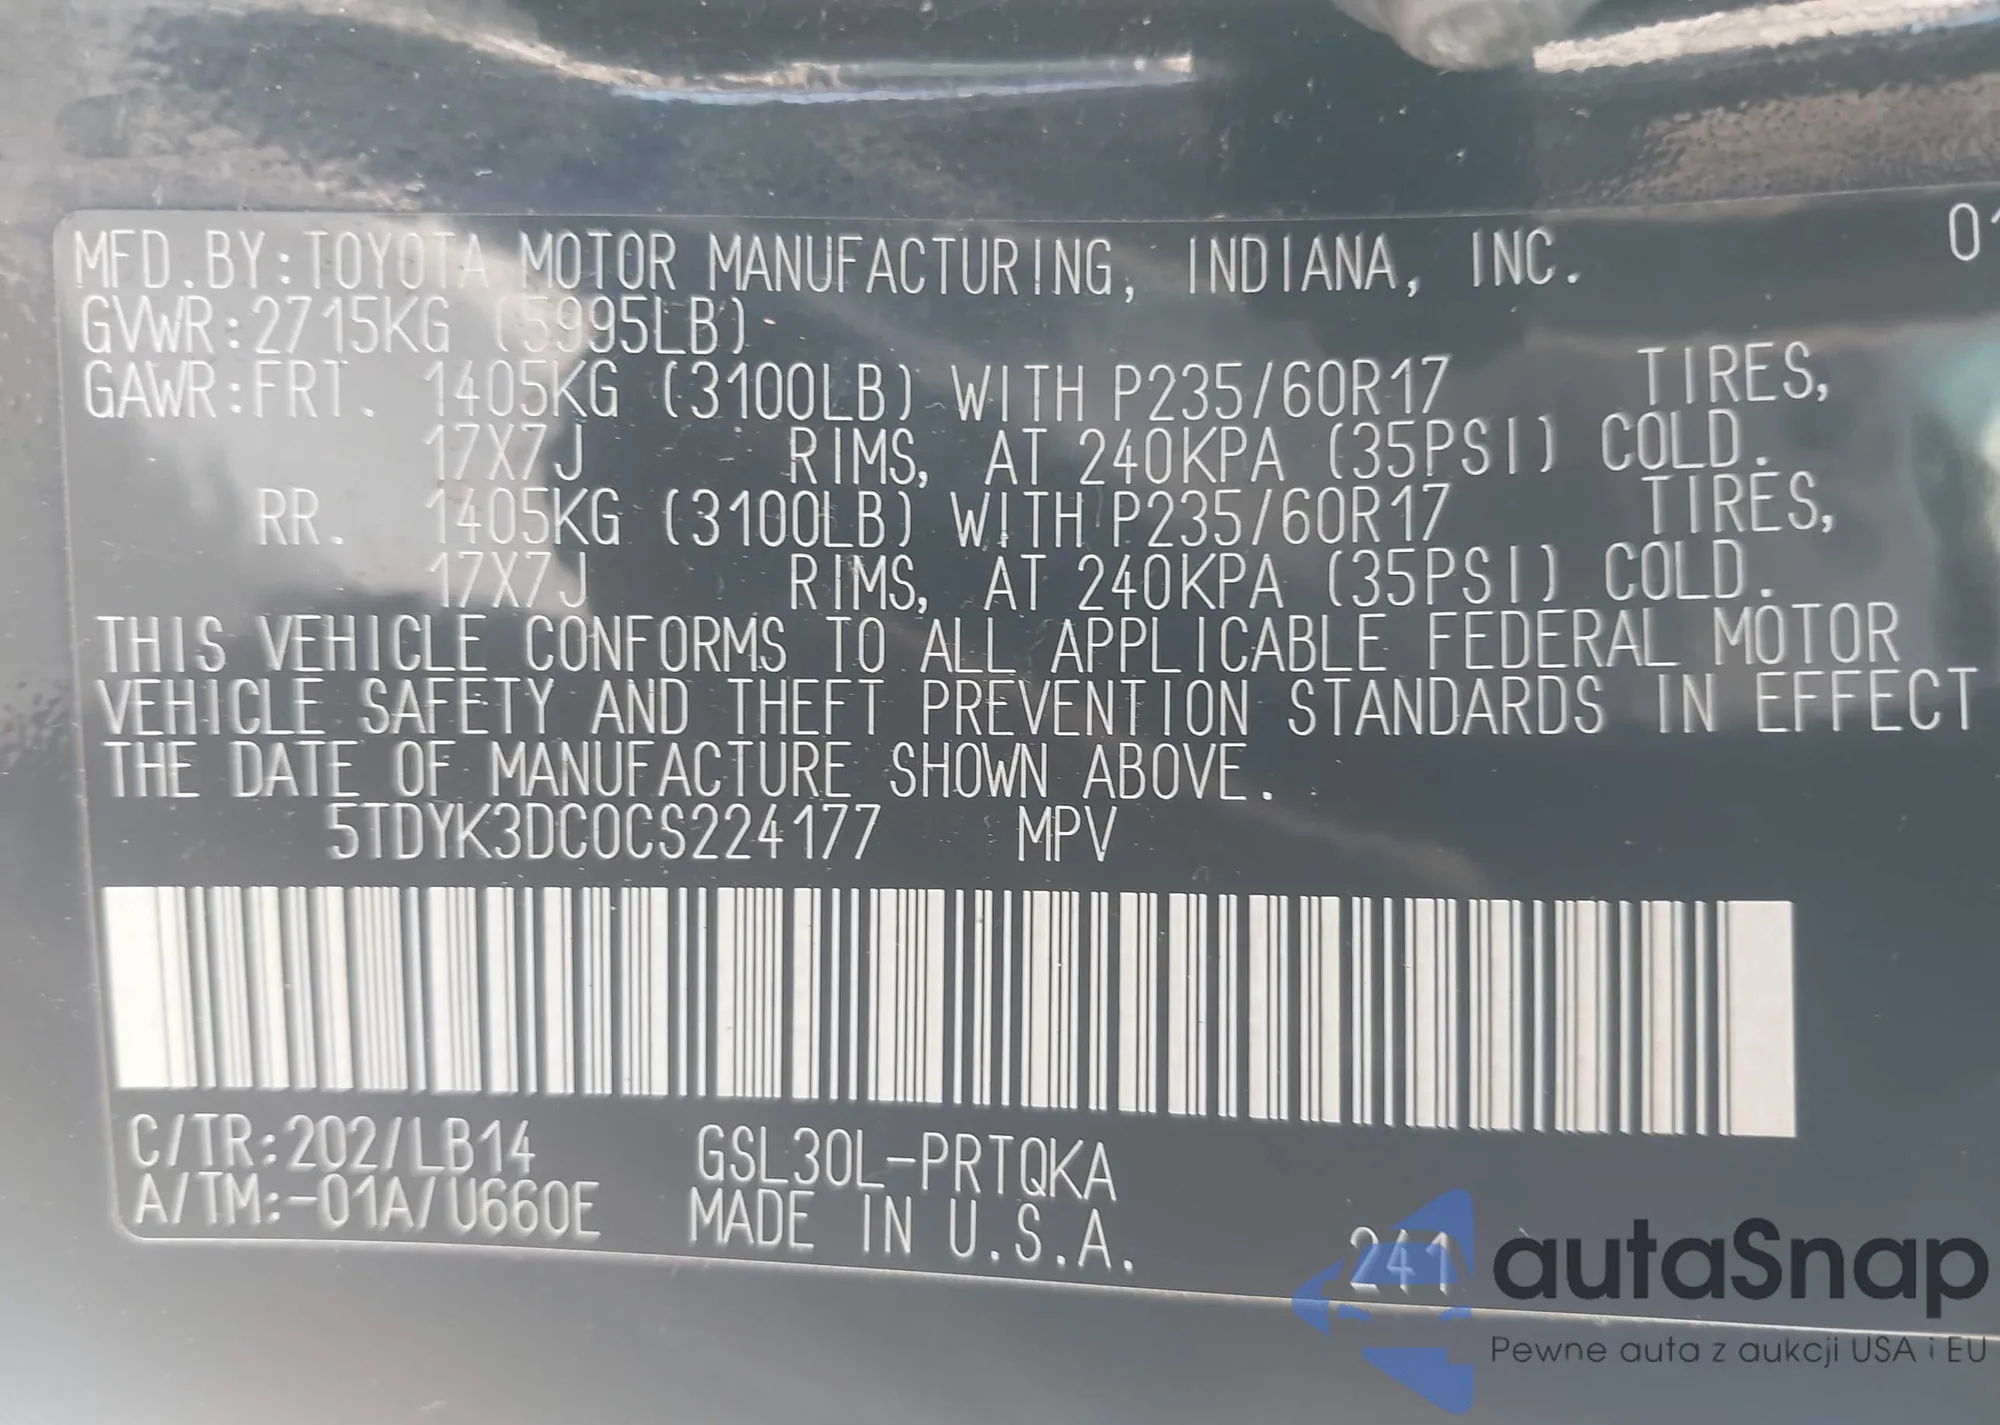 MFD.BY:TOYOTA MOTOR MANUFACTURING, INDIANA, INC. 01
GVWR:2715KG (5995LB)
GAWR:FRT. 1405KG (3100LB) WITH P235/60R17 TIRES,
17X7J RIMS, AT 240KPA (35PSI) COLD.
RR. 1405KG (3100LB) WITH P235/60R17 TIRES,
17X7J RIMS, AT 240KPA (35PSI) COLD.
THIS VEHICLE CONFORMS TO ALL APPLICABLE FEDERAL MOTOR
VEHICLE SAFETY AND THEFT PREVENTION STANDARDS IN EFFECT
THE DATE OF MANUFACTURE SHOWN ABOVE.
5TDYK3DC0CS224177 MPV
C/TR:202/LB14 GSL30L-PRTQKA
A/TM:-01A/U660E MADE IN U.S.A. 241
autaSnap
Pewne auta z aukcji USA i EU